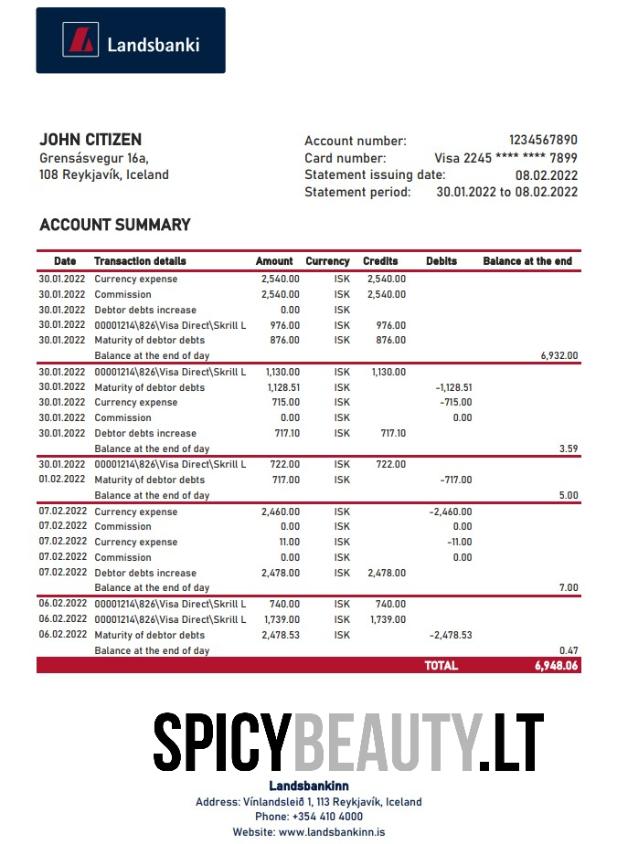 Landsbanki
JOHN CITIZEN
Grensásvegur 16a,
108 Reykjavík, Iceland
Account number: 1234567890
Card number: Visa 2245 **** **** 7899
Statement issuing date: 08.02.2022
Statement period: 30.01.2022 to 08.02.2022
ACCOUNT SUMMARY
Date Transaction details Amount Currency Credits Debits Balance at the end
30.01.2022 Currency expense 2,540.00 ISK 2,540.00
30.01.2022 Commission 2,540.00 ISK 2,540.00
30.01.2022 Debtor debts increase 0.00 ISK
30.01.2022 00001214\826\Visa Direct\Skrill L 976.00 ISK 976.00
30.01.2022 Maturity of debtor debts 876.00 ISK 876.00
Balance at the end of day 6,932.00
30.01.2022 00001214\826\Visa Direct\Skrill L 1,130.00 ISK 1,130.00
30.01.2022 Maturity of debtor debts 1,128.51 ISK -1,128.51
30.01.2022 Currency expense 715.00 ISK -715.00
30.01.2022 Commission 0.00 ISK 0.00
30.01.2022 Debtor debts increase 717.10 ISK 717.10
Balance at the end of day 3.59
30.01.2022 00001214\826\Visa Direct\Skrill L 722.00 ISK 722.00
01.02.2022 Maturity of debtor debts 717.00 ISK -717.00
Balance at the end of day 5.00
07.02.2022 Currency expense 2,460.00 ISK -2,460.00
07.02.2022 Commission 0.00 ISK 0.00
07.02.2022 Currency expense 11.00 ISK -11.00
07.02.2022 Commission 0.00 ISK 0.00
07.02.2022 Debtor debts increase 2,478.00 ISK 2,478.00
Balance at the end of day 7.00
06.02.2022 00001214\826\Visa Direct\Skrill L 740.00 ISK 740.00
06.02.2022 00001214\826\Visa Direct\Skrill L 1,739.00 ISK 1,739.00
06.02.2022 Maturity of debtor debts 2,478.53 ISK -2,478.53
Balance at the end of day 0.47
TOTAL 6,948.06
SPICYBEAUTY.LT
Landsbankinn
Address: Vínlandsleið 1, 113 Reykjavík, Iceland
Phone: +354 410 4000
Website: www.landsbankinn.is